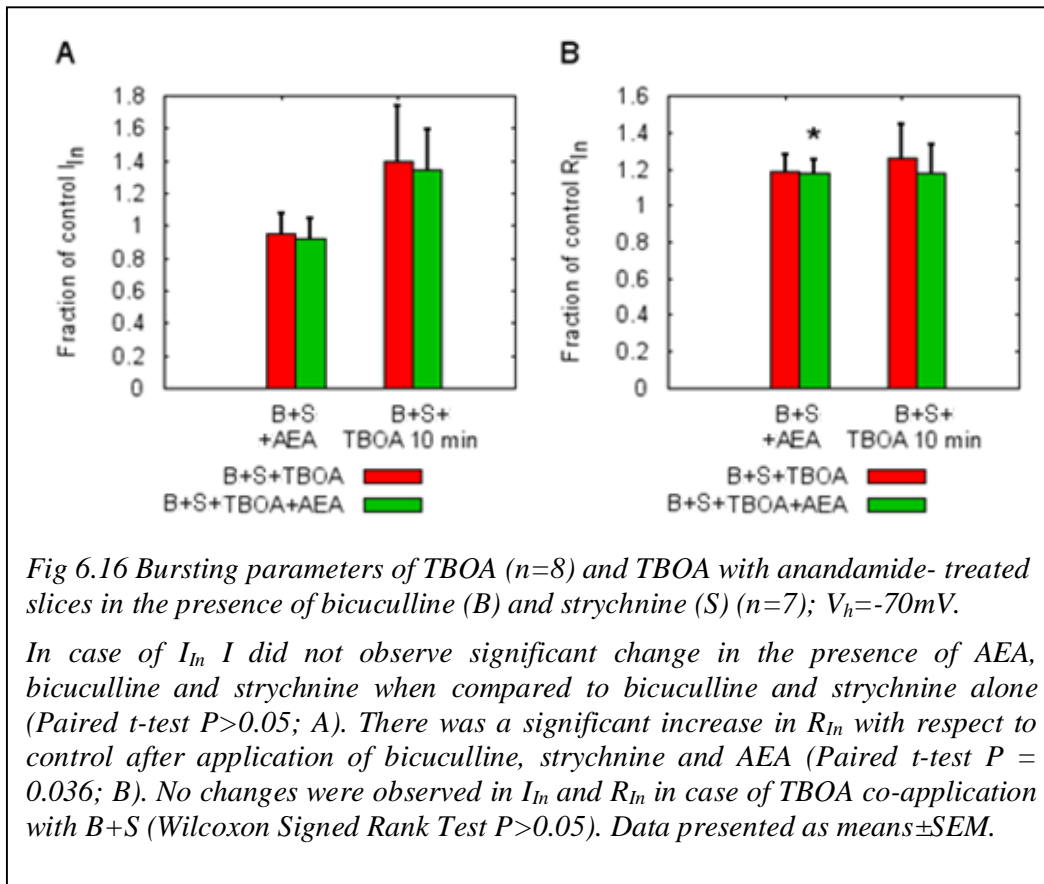 A
B
Fraction of control I_In
1.8
1.6
1.4
1.2
1
0.8
0.6
0.4
0.2
0
B+S
+AEA
B+S+
TBOA 10 min
B+S+TBOA
B+S+TBOA+AEA
Fraction of control R_In
1.6
1.4
1.2
1
0.8
0.6
0.4
0.2
0
*
B+S
+AEA
B+S+
TBOA 10 min
B+S+TBOA
B+S+TBOA+AEA
Fig 6.16 Bursting parameters of TBOA (n=8) and TBOA with anandamide- treated
slices in the presence of bicuculline (B) and strychnine (S) (n=7); V_h=-70mV.
In case of I_In I did not observe significant change in the presence of AEA,
bicuculline and strychnine when compared to bicuculline and strychnine alone
(Paired t-test P>0.05; A). There was a significant increase in R_In with respect to
control after application of bicuculline, strychnine and AEA (Paired t-test P =
0.036; B). No changes were observed in I_In and R_In in case of TBOA co-application
with B+S (Wilcoxon Signed Rank Test P>0.05). Data presented as means±SEM.